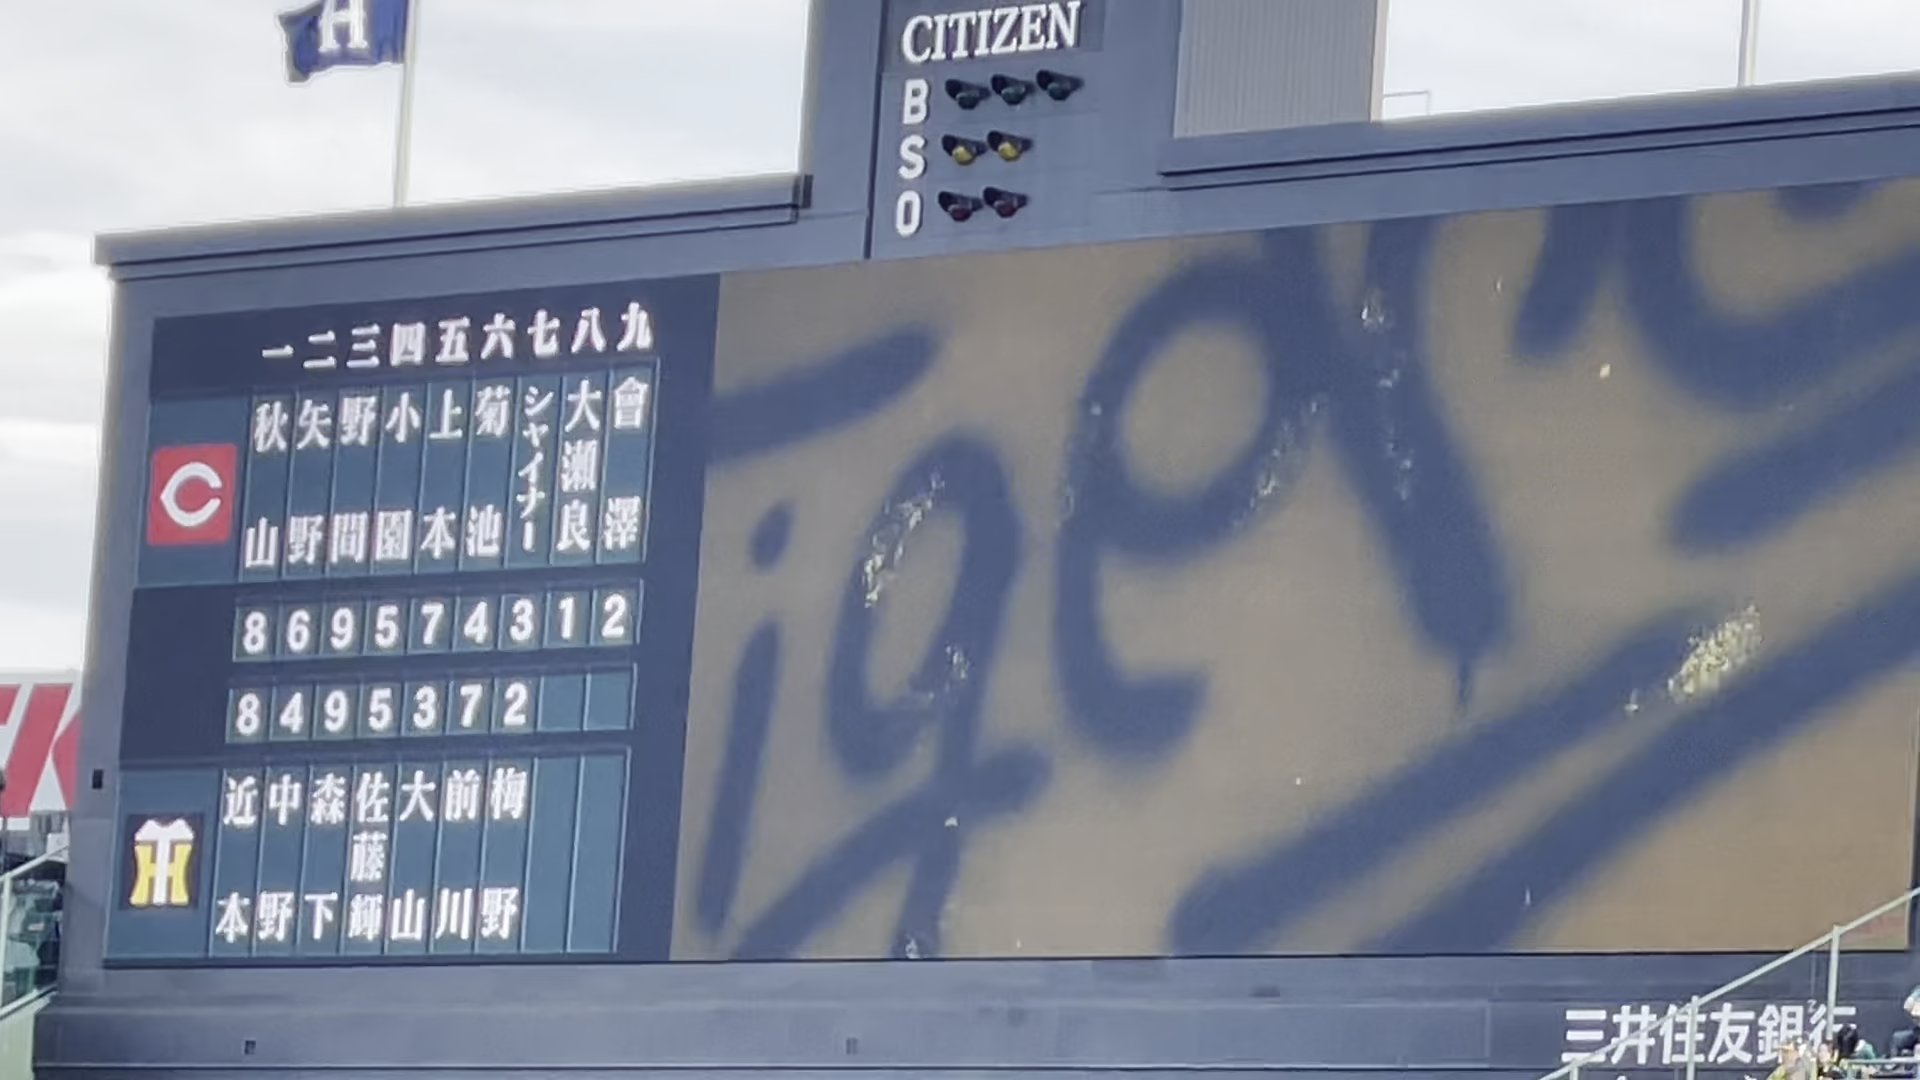 H
CITIZEN
B
S
O
一二三四五六七八九
秋山
矢野
野間
小園
上本
菊池
シャイナー
大瀬良
會澤
C
8 6 9 5 7 4 3 1 2
8 4 9 5 3 7 2
近本
中野
森下
佐藤輝
大山
前川
梅野
TH
igers
三井住友銀行